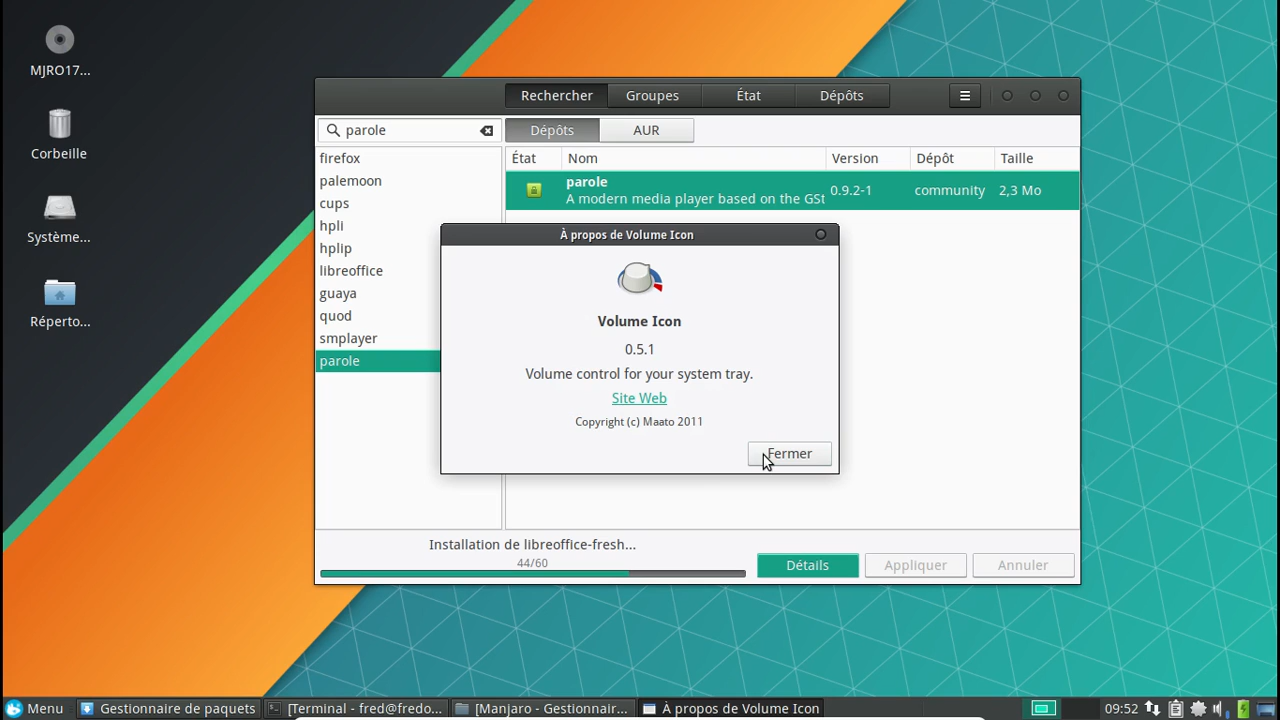 MJRO17...
Corbeille
Système...
Réperto...
Rechercher
Groupes
État
Dépôts
parole
Dépôts
AUR
firefox
palemoon
cups
hpli
hplip
libreoffice
guaya
quod
smplayer
parole
État Nom Version Dépôt Taille
parole
A modern media player based on the GSt
0.9.2-1 community 2,3 Mo
À propos de Volume Icon
Volume Icon
0.5.1
Volume control for your system tray.
Site Web
Copyright (c) Maato 2011
Fermer
Installation de libreoffice-fresh...
44/60
Détails
Appliquer
Annuler
Menu
Gestionnaire de paquets
[Terminal - fred@fredo...
[Manjaro - Gestionnair...
À propos de Volume Icon
09:52